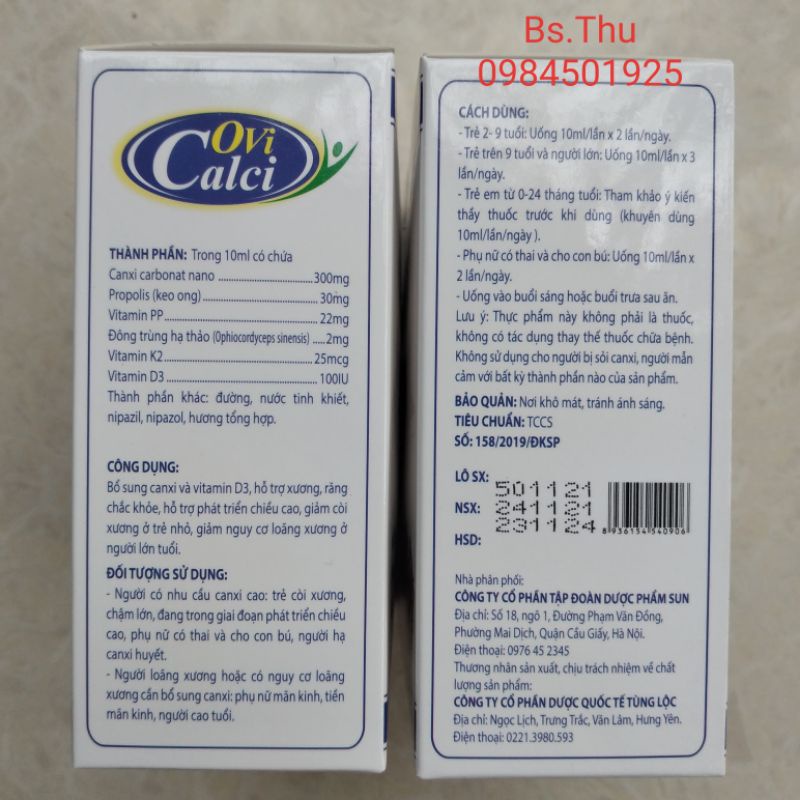 Bs.Thu
0984501925
OVi
Calci
THÀNH PHẦN: Trong 10ml có chứa
Canxi carbonat nano ........................300mg
Propolis (keo ong)............................ 30mg
Vitamin PP........................................ 22mg
Đông trùng hạ thảo (Ophiocordyceps sinensis) .....2mg
Vitamin K2........................................25mcg
Vitamin D3 ........................................100IU
Thành phần khác: đường, nước tinh khiết,
nipazil, nipazol, hương tổng hợp.
CÔNG DỤNG:
Bổ sung canxi và vitamin D3, hỗ trợ xương, răng
chắc khỏe, hỗ trợ phát triển chiều cao, giảm còi
xương ở trẻ nhỏ, giảm nguy cơ loãng xương ở
người lớn tuổi.
ĐỐI TƯỢNG SỬ DỤNG:
- Người có nhu cầu canxi cao: trẻ còi xương,
chậm lớn, đang trong giai đoạn phát triển chiều
cao, phụ nữ có thai và cho con bú, người hạ
canxi huyết.
- Người loãng xương hoặc có nguy cơ loãng
xương cần bổ sung canxi: phụ nữ mãn kinh, tiền
mãn kinh, người cao tuổi.
CÁCH DÙNG:
- Trẻ 2- 9 tuổi: Uống 10ml/lần x 2 lần/ngày.
- Trẻ trên 9 tuổi và người lớn: Uống 10ml/lần x 3
lần/ngày.
- Trẻ em từ 0-24 tháng tuổi: Tham khảo ý kiến
thầy thuốc trước khi dùng (khuyên dùng
10ml/lần/ngày ).
- Phụ nữ có thai và cho con bú: Uống 10ml/lần x
2 lần/ngày.
- Uống vào buổi sáng hoặc buổi trưa sau ăn.
Lưu ý: Thực phẩm này không phải là thuốc,
không có tác dụng thay thế thuốc chữa bệnh.
Không sử dụng cho người bị sỏi canxi, người mẫn
cảm với bất kỳ thành phần nào của sản phẩm.
BẢO QUẢN: Nơi khô mát, tránh ánh sáng.
TIÊU CHUẨN: TCCS
SỐ: 158/2019/ĐKSP
LÔ SX: 501121
NSX: 241121
HSD: 231124
8936154540906
Nhà phân phối:
CÔNG TY CỔ PHẦN TẬP ĐOÀN DƯỢC PHẨM SUN
Địa chỉ: Số 18, ngõ 1, Đường Phạm Văn Đồng,
Phường Mai Dịch, Quận Cầu Giấy, Hà Nội.
Điện thoại: 0976 45 2345
Thương nhân sản xuất, chịu trách nhiệm về chất
lượng sản phẩm:
CÔNG TY CỔ PHẦN DƯỢC QUỐC TẾ TÙNG LỘC
Địa chỉ: Ngọc Lịch, Trưng Trắc, Văn Lâm, Hưng Yên.
Điện thoại: 0221.3980.593